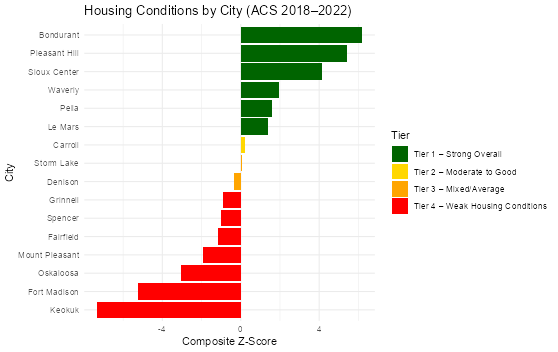 Housing Conditions by City (ACS 2018–2022)
Bondurant
Pleasant Hill
Sioux Center
Waverly
Pella
Le Mars
Carroll
Storm Lake
Denison
Grinnell
Spencer
Fairfield
Mount Pleasant
Oskaloosa
Fort Madison
Keokuk
City
-4
0
4
Composite Z-Score
Tier
Tier 1 – Strong Overall
Tier 2 – Moderate to Good
Tier 3 – Mixed/Average
Tier 4 – Weak Housing Conditions